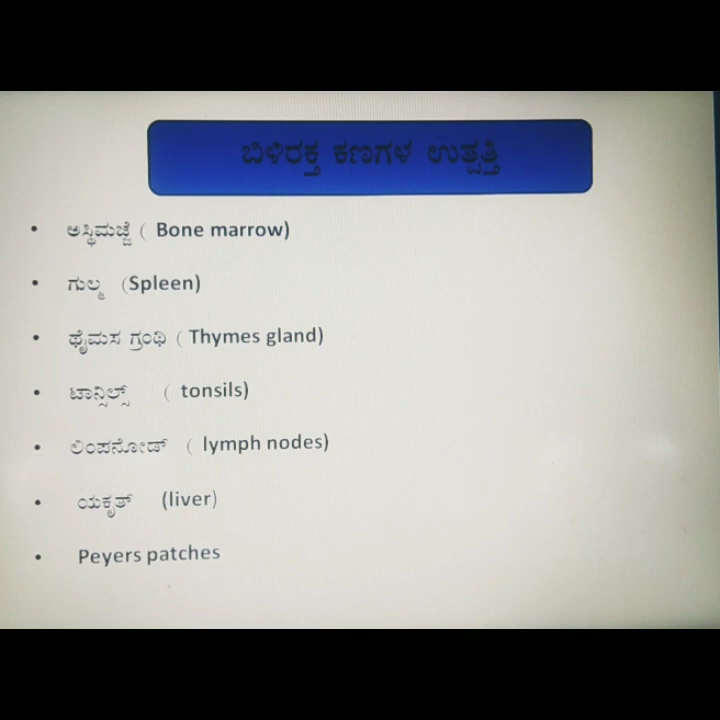 ಬಿಳಿರಕ್ತ ಕಣಗಳ ಉತ್ಪತ್ತಿ
• ಅಸ್ಥಿಮಜ್ಜೆ ( Bone marrow)
• ಗುಲ್ಮ (Spleen)
• ಥೈಮಸ ಗ್ರಂಥಿ ( Thymes gland)
• ಟಾನ್ಸಿಲ್ಸ್ ( tonsils)
• ಲಿಂಪನೋಡ್ ( lymph nodes)
• ಯಕೃತ್ (liver)
• Peyers patches